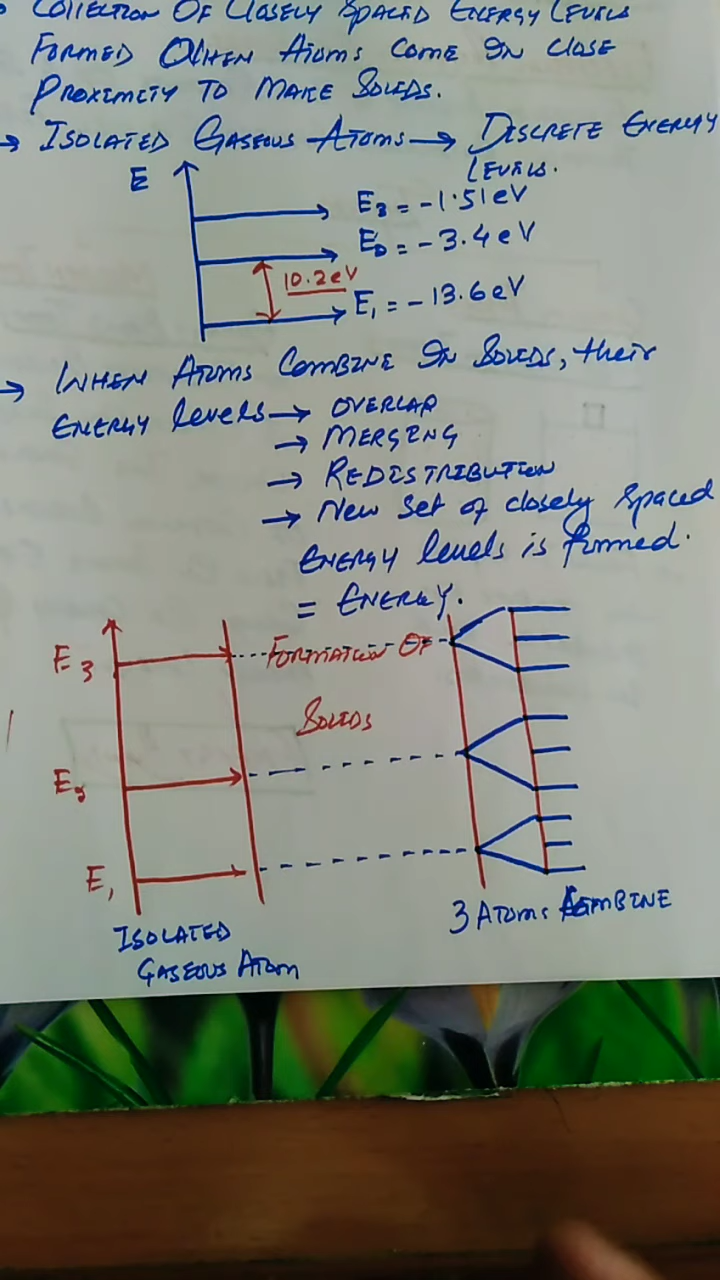 COLLECTION OF CLOSELY SPACED ENERGY LEVELS
FORMED WHEN ATOMS COME IN CLOSE
PROXIMITY TO MAKE SOLIDS.
→ ISOLATED GASEOUS ATOMS → DISCRETE ENERGY
LEVELS.
E
E3 = -1.51eV
E2 = -3.4eV
10.2eV
E1 = -13.6eV
→ WHEN ATOMS COMBINE IN SOLIDS, their
ENERGY levels → OVERLAP
→ MERGING
→ REDISTRIBUTION
→ New Set of closely Spaced
ENERGY levels is formed.
= ENERGY.
E3
FORMATION OF
SOLIDS
E2
E1
3 ATOMS COMBINE
ISOLATED
GASEOUS ATOM